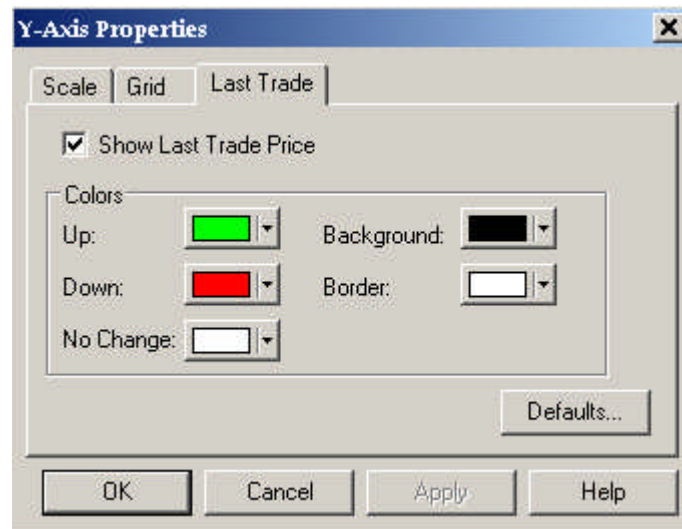 Y-Axis Properties
Scale Grid Last Trade
Show Last Trade Price
Colors
Up: Background:
Down: Border:
No Change:
Defaults...
OK Cancel Apply Help